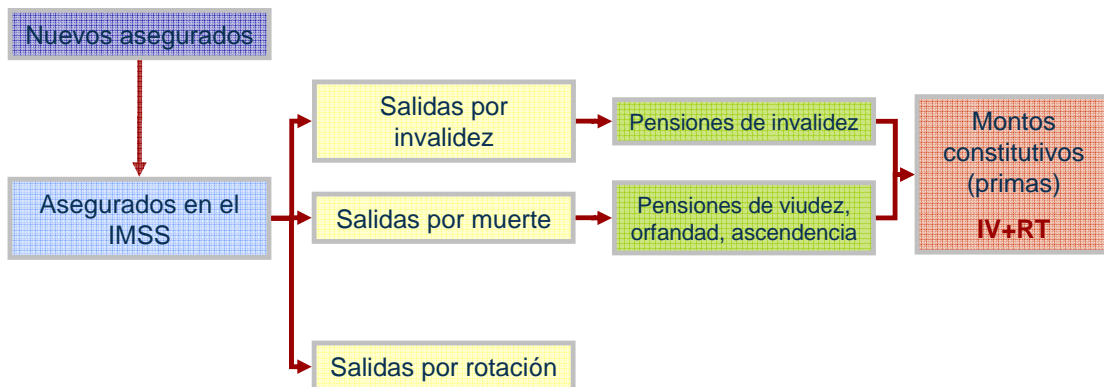 Nuevos asegurados
Asegurados en el
IMSS
Salidas por
invalidez
Salidas por muerte
Salidas por rotación
Pensiones de invalidez
Pensiones de viudez,
orfandad, ascendencia
Montos
constitutivos
(primas)
IV+RT